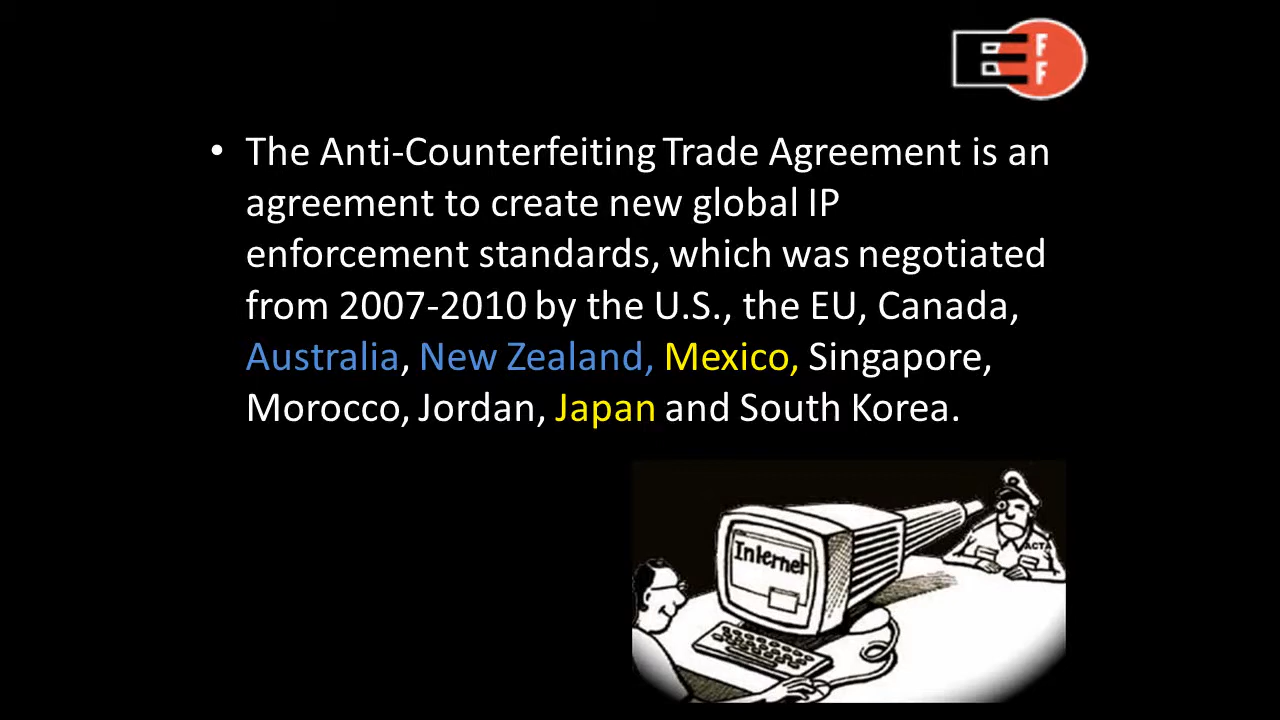 EFF
• The Anti-Counterfeiting Trade Agreement is an
agreement to create new global IP
enforcement standards, which was negotiated
from 2007-2010 by the U.S., the EU, Canada,
Australia, New Zealand, Mexico, Singapore,
Morocco, Jordan, Japan and South Korea.
Internet
ACTA